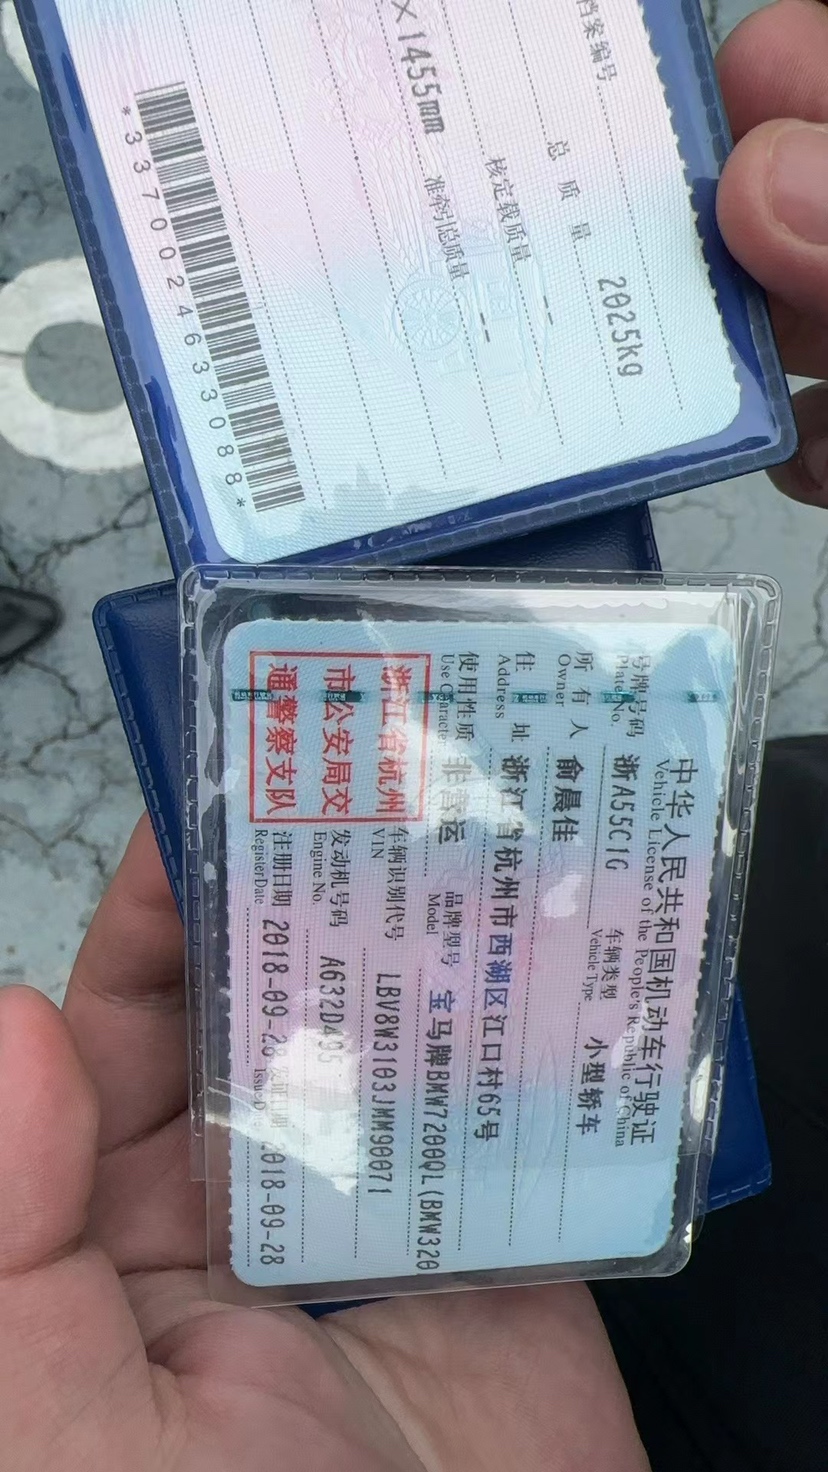 档案编号
总质量 2025kg
核定载质量 --
×1455mm 准牵引总质量 --
*3370024633088*
中华人民共和国机动车行驶证
Vehicle License of the People's Republic of China
号牌号码 浙A55C1G 车辆类型 小型轿车
Plate No. Vehicle Type
所有人 俞晨佳
Owner
住址 浙江省杭州市西湖区江口村65号
Address
使用性质 非营运 品牌型号 宝马牌BMW7200QL(BMW320
Use Character Model
浙江省杭州
市公安局交
通警察支队
车辆识别代号 LBV8W3103JMM90071
VIN
发动机号码 A632D495
Engine No.
注册日期 2018-09-28 发证日期 2018-09-28
Register Date Issue D